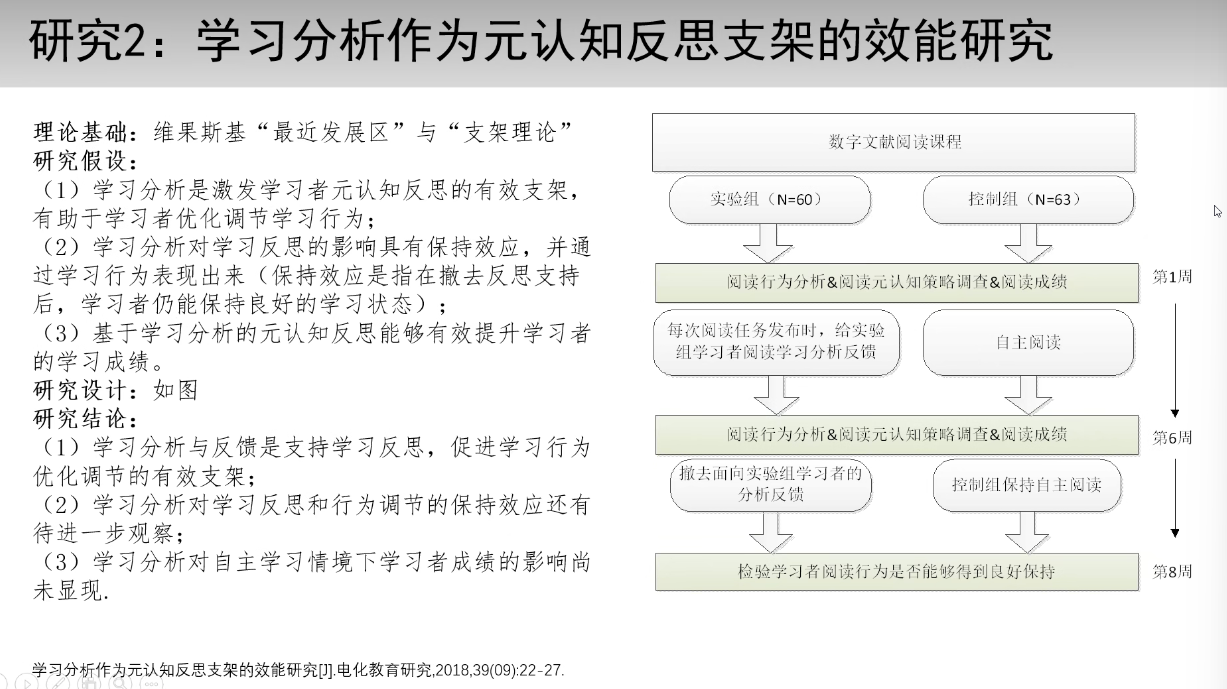 研究2：学习分析作为元认知反思支架的效能研究
理论基础：维果斯基“最近发展区”与“支架理论”
研究假设：
（1）学习分析是激发学习者元认知反思的有效支架，
有助于学习者优化调节学习行为；
（2）学习分析对学习反思的影响具有保持效应，并通
过学习行为表现出来（保持效应是指在撤去反思支持
后，学习者仍能保持良好的学习状态）；
（3）基于学习分析的元认知反思能够有效提升学习者
的学习成绩。
研究设计：如图
研究结论：
（1）学习分析与反馈是支持学习反思，促进学习行为
优化调节的有效支架；
（2）学习分析对学习反思和行为调节的保持效应还有
待进一步观察；
（3）学习分析对自主学习情境下学习者成绩的影响尚
未显现.
数字文献阅读课程
实验组（N=60）
控制组（N=63）
阅读行为分析&阅读元认知策略调查&阅读成绩
第1周
每次阅读任务发布时，给实验
组学习者阅读学习分析反馈
自主阅读
阅读行为分析&阅读元认知策略调查&阅读成绩
第6周
撤去面向实验组学习者的
分析反馈
控制组保持自主阅读
检验学习者阅读行为是否能够得到良好保持
第8周
学习分析作为元认知反思支架的效能研究[J].电化教育研究,2018,39(09):22-27.